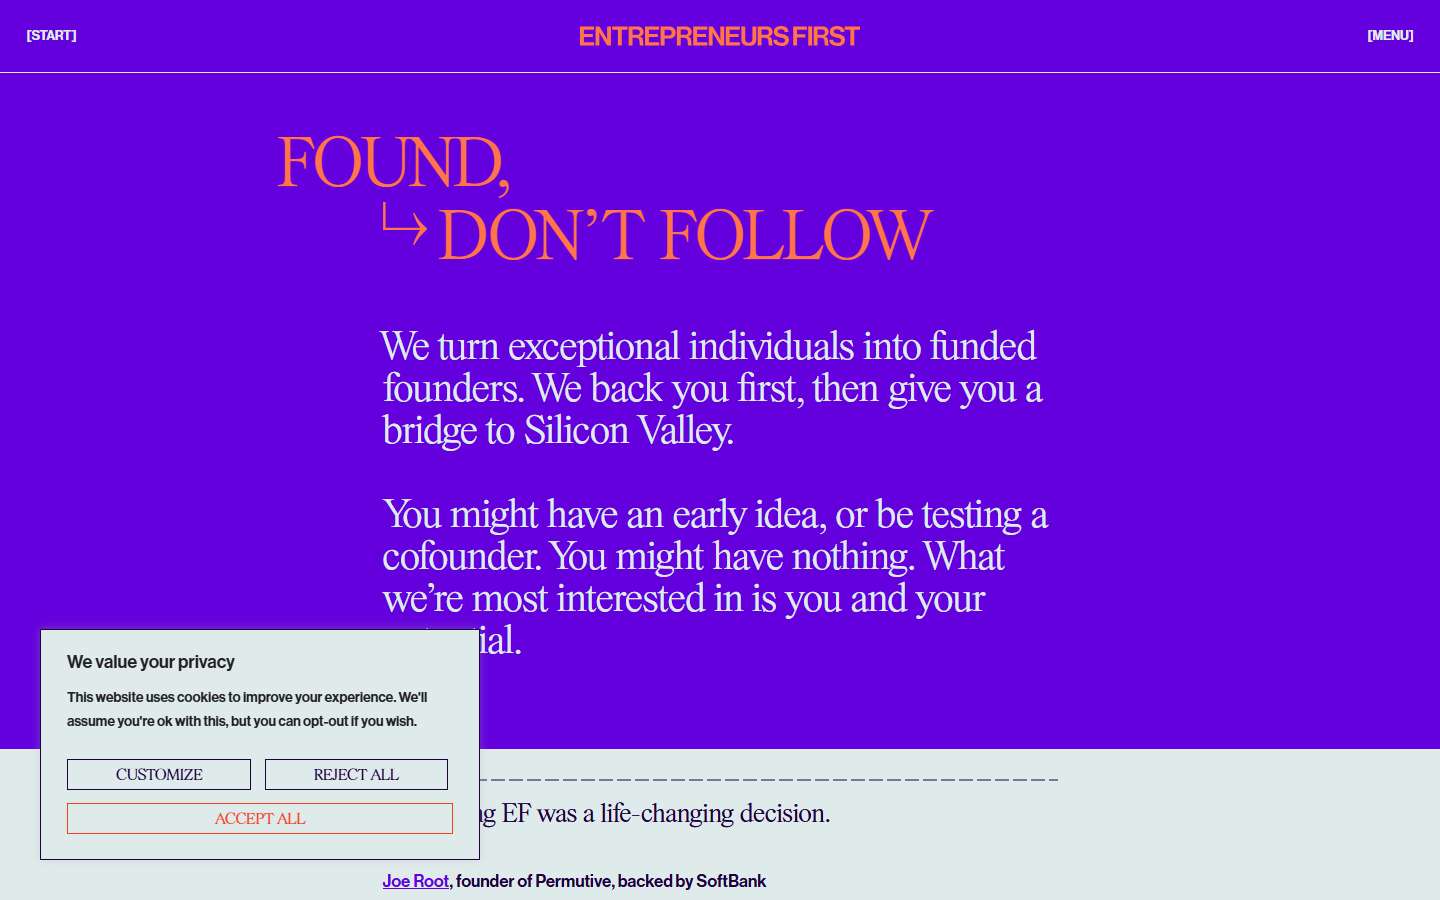 [START]
ENTREPRENEURS FIRST
[MENU]
FOUND,
DON’T FOLLOW
We turn exceptional individuals into funded
founders. We back you first, then give you a
bridge to Silicon Valley.
You might have an early idea, or be testing a
cofounder. You might have nothing. What
we’re most interested in is you and your
We value your privacy
This website uses cookies to improve your experience. We'll
assume you're ok with this, but you can opt-out if you wish.
CUSTOMIZE
REJECT ALL
ACCEPT ALL
EF was a life-changing decision.
Joe Root, founder of Permutive, backed by SoftBank